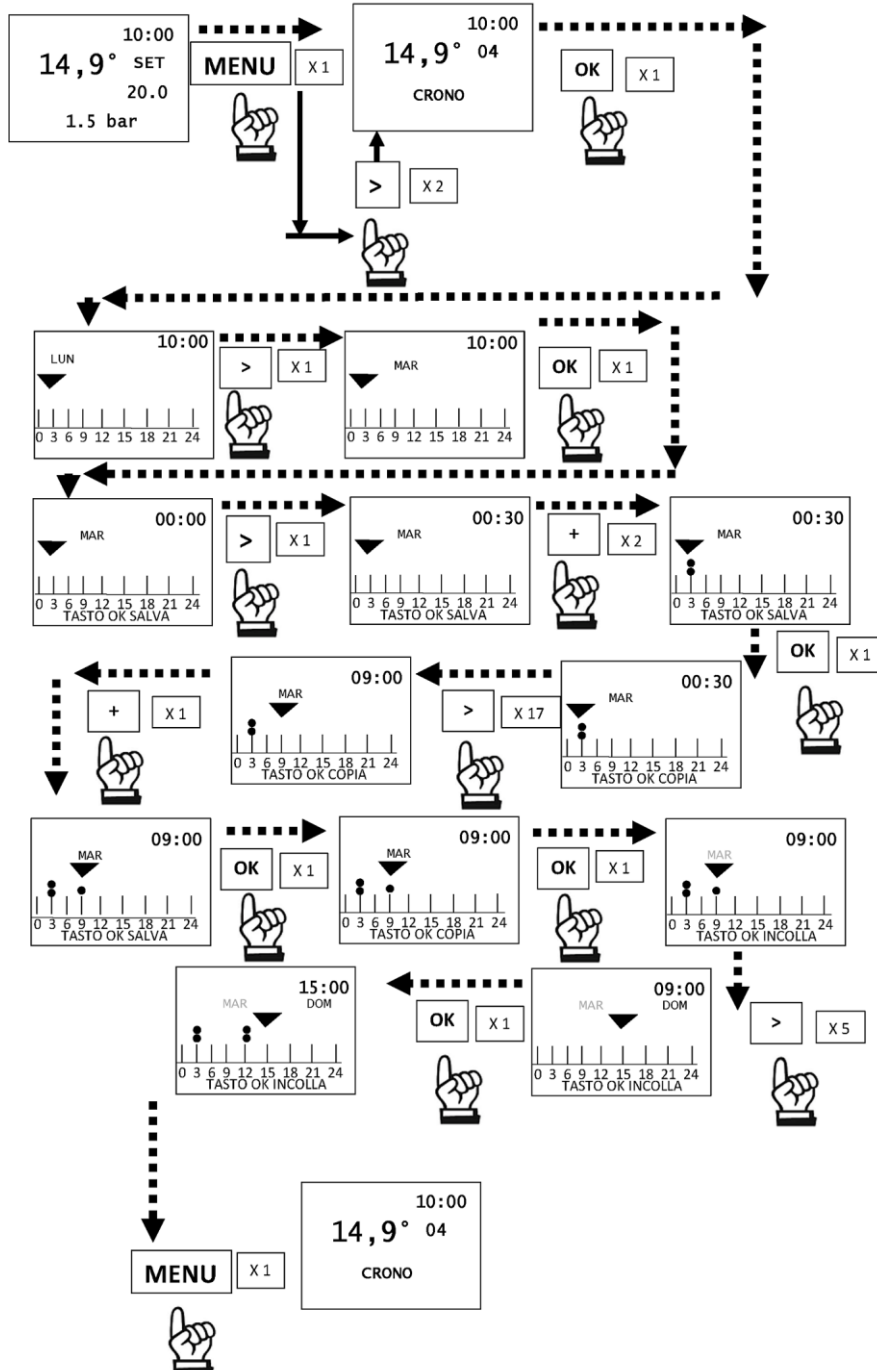 10:00
14,9° SET
20.0
1.5 bar
MENU X 1
10:00
14,9° 04
CRONO
OK X 1
> X 2
10:00
LUN
0 3 6 9 12 15 18 21 24
> X 1
10:00
MAR
0 3 6 9 12 15 18 21 24
OK X 1
00:00
MAR
0 3 6 9 12 15 18 21 24
TASTO OK SALVA
> X 1
00:30
MAR
0 3 6 9 12 15 18 21 24
TASTO OK SALVA
+ X 2
00:30
MAR
0 3 6 9 12 15 18 21 24
TASTO OK SALVA
OK X 1
00:30
MAR
0 3 6 9 12 15 18 21 24
TASTO OK COPIA
> X 17
09:00
MAR
0 3 6 9 12 15 18 21 24
TASTO OK COPIA
+ X 1
09:00
MAR
0 3 6 9 12 15 18 21 24
TASTO OK SALVA
OK X 1
09:00
MAR
0 3 6 9 12 15 18 21 24
TASTO OK COPIA
OK X 1
09:00
MAR
0 3 6 9 12 15 18 21 24
TASTO OK INCOLLA
> X 5
09:00
MAR DOM
0 3 6 9 12 15 18 21 24
TASTO OK INCOLLA
OK X 1
15:00
MAR DOM
0 3 6 9 12 15 18 21 24
TASTO OK INCOLLA
MENU X 1
10:00
14,9° 04
CRONO